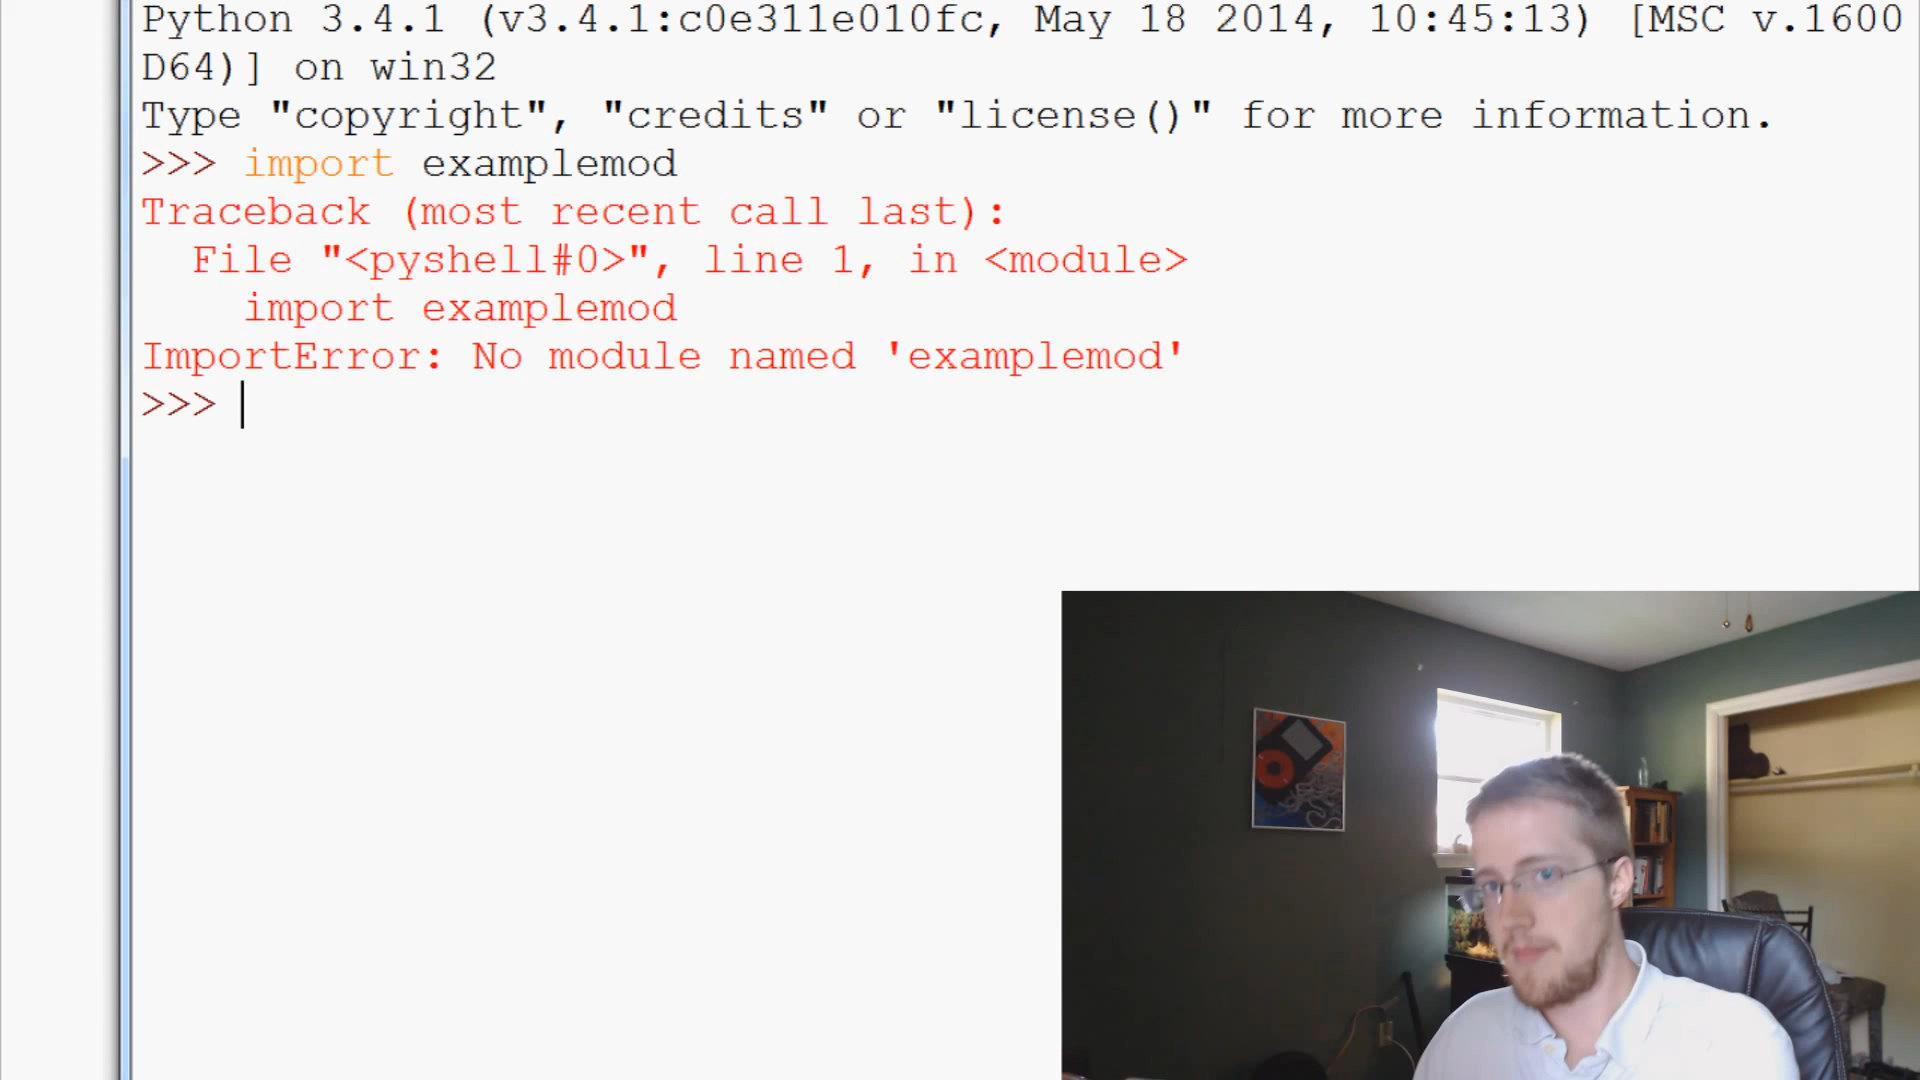 Python 3.4.1 (v3.4.1:c0e311e010fc, May 18 2014, 10:45:13) [MSC v.1600
D64)] on win32
Type "copyright", "credits" or "license()" for more information.
>>> import examplemod
Traceback (most recent call last):
  File "<pyshell#0>", line 1, in <module>
    import examplemod
ImportError: No module named 'examplemod'
>>>